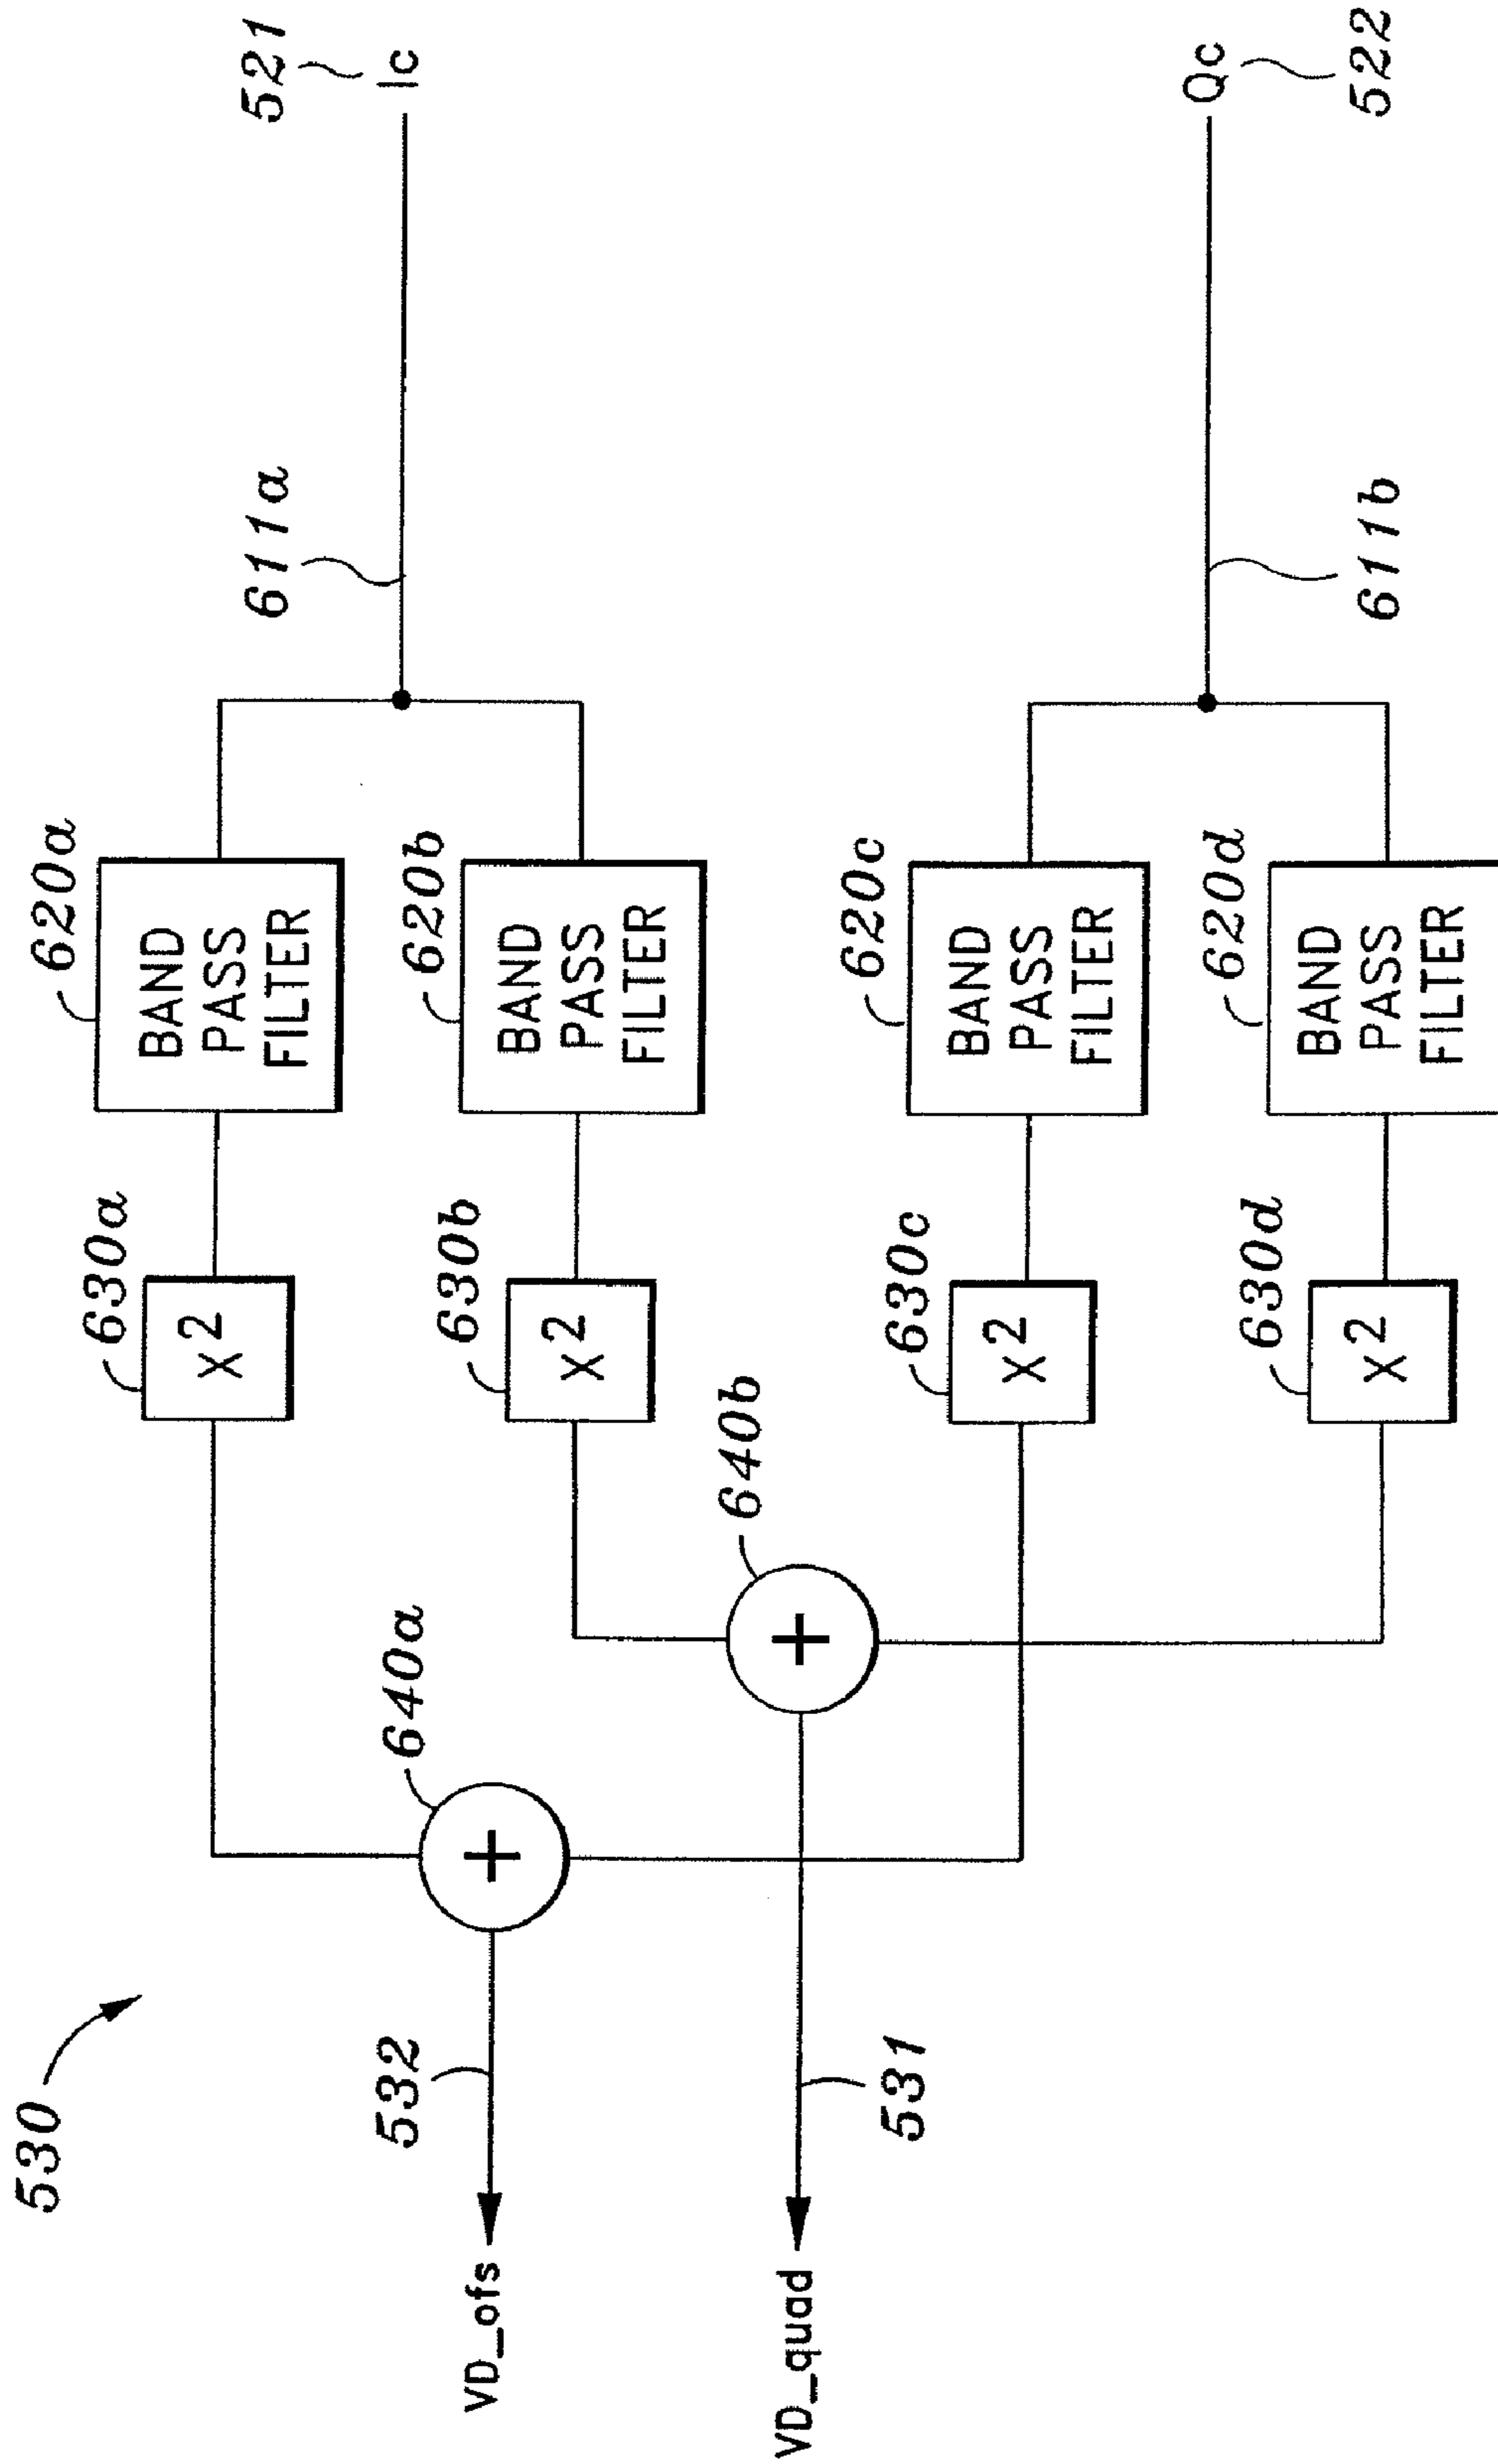 530
521
Ic
611a
620a
BAND
PASS
FILTER
630a
X2
640a
532
VD_ofs
620b
BAND
PASS
FILTER
630b
X2
640b
531
VD_quad
Qc
522
611b
620c
BAND
PASS
FILTER
630c
X2
620d
BAND
PASS
FILTER
630d
X2